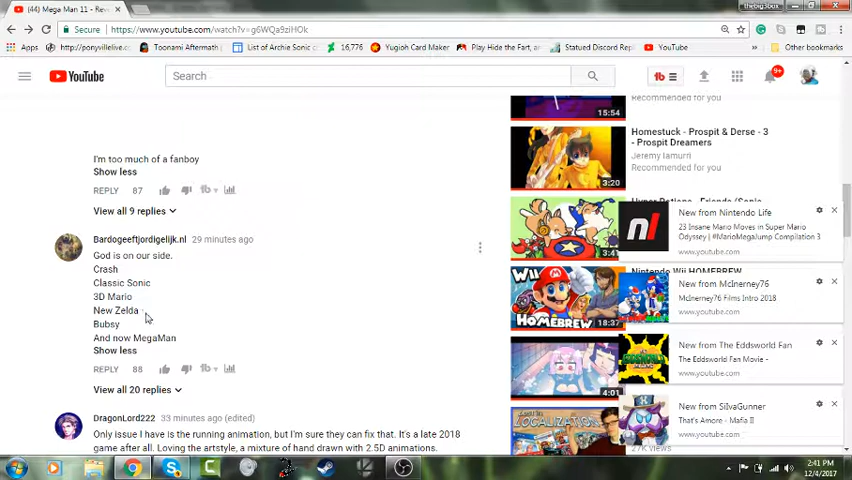 (44) Mega Man 11 - Rev
thebig3box
Secure
https://www.youtube.com/watch?v=g6WQa9ziHOk
Apps
http://ponyvillelive.
Toonami Aftermath
List of Archie Sonic
16,776
Yugioh Card Maker
Play Hide the Fart, an
Statued Discord Rep
YouTube
Other bookmarks
YouTube
Search
9+
15:54
Recommended for you
I'm too much of a fanboy
Show less
REPLY 87
View all 9 replies
Homestuck - Prospit & Derse - 3
- Prospit Dreamers
Jeremy Iamurri
Recommended for you
3:20
Bardogeeftjordigelijk.nl 29 minutes ago
God is on our side.
Crash
Classic Sonic
3D Mario
New Zelda
Bubsy
And now MegaMan
Show less
REPLY 88
View all 20 replies
3:41
New from Nintendo Life
23 Insane Mario Moves in Super Mario
Odyssey | #MarioMegaJump Compilation 3
www.youtube.com
Nintendo Wii HOMEBREW
Wii
HOMEBREW
18:37
New from McInerney76
McInerney76 Films Intro 2018
www.youtube.com
4:01
New from The Eddsworld Fan
The Eddsworld Fan Movie -
www.youtube.com
New from SiIvaGunner
That's Amore - Mafia II
www.youtube.com
LOCALIZATION
27K views
DragonLord222 33 minutes ago (edited)
Only issue I have is the running animation, but I'm sure they can fix that. It's a late 2018
game after all. Loving the artstyle, a mixture of hand drawn with 2.5D animations.
2:41 PM
12/4/2017